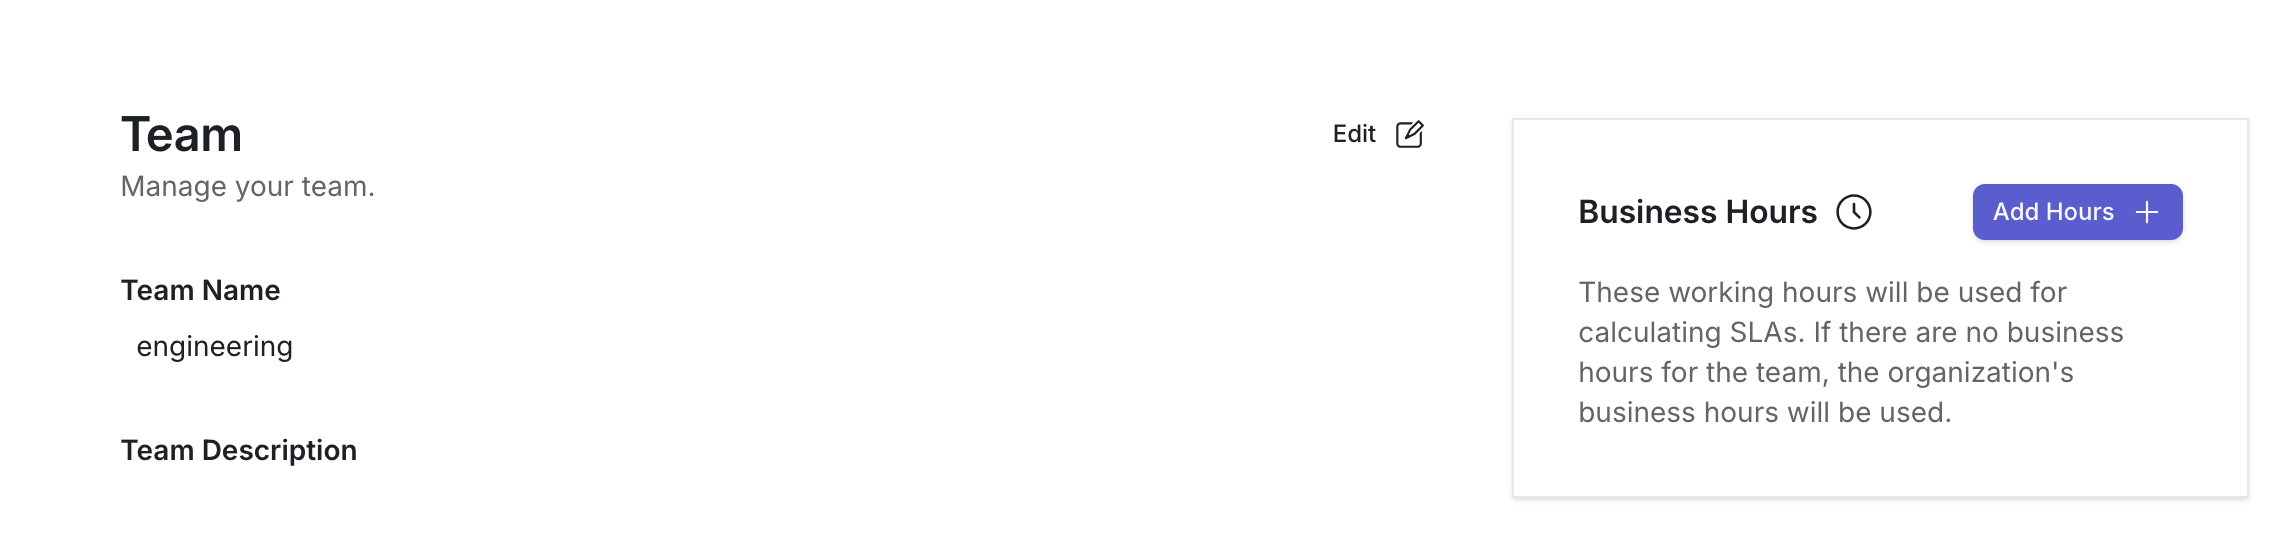 Team
Manage your team.
Edit
Team Name
engineering
Team Description
Business Hours
Add Hours
These working hours will be used for
calculating SLAs. If there are no business
hours for the team, the organization's
business hours will be used.